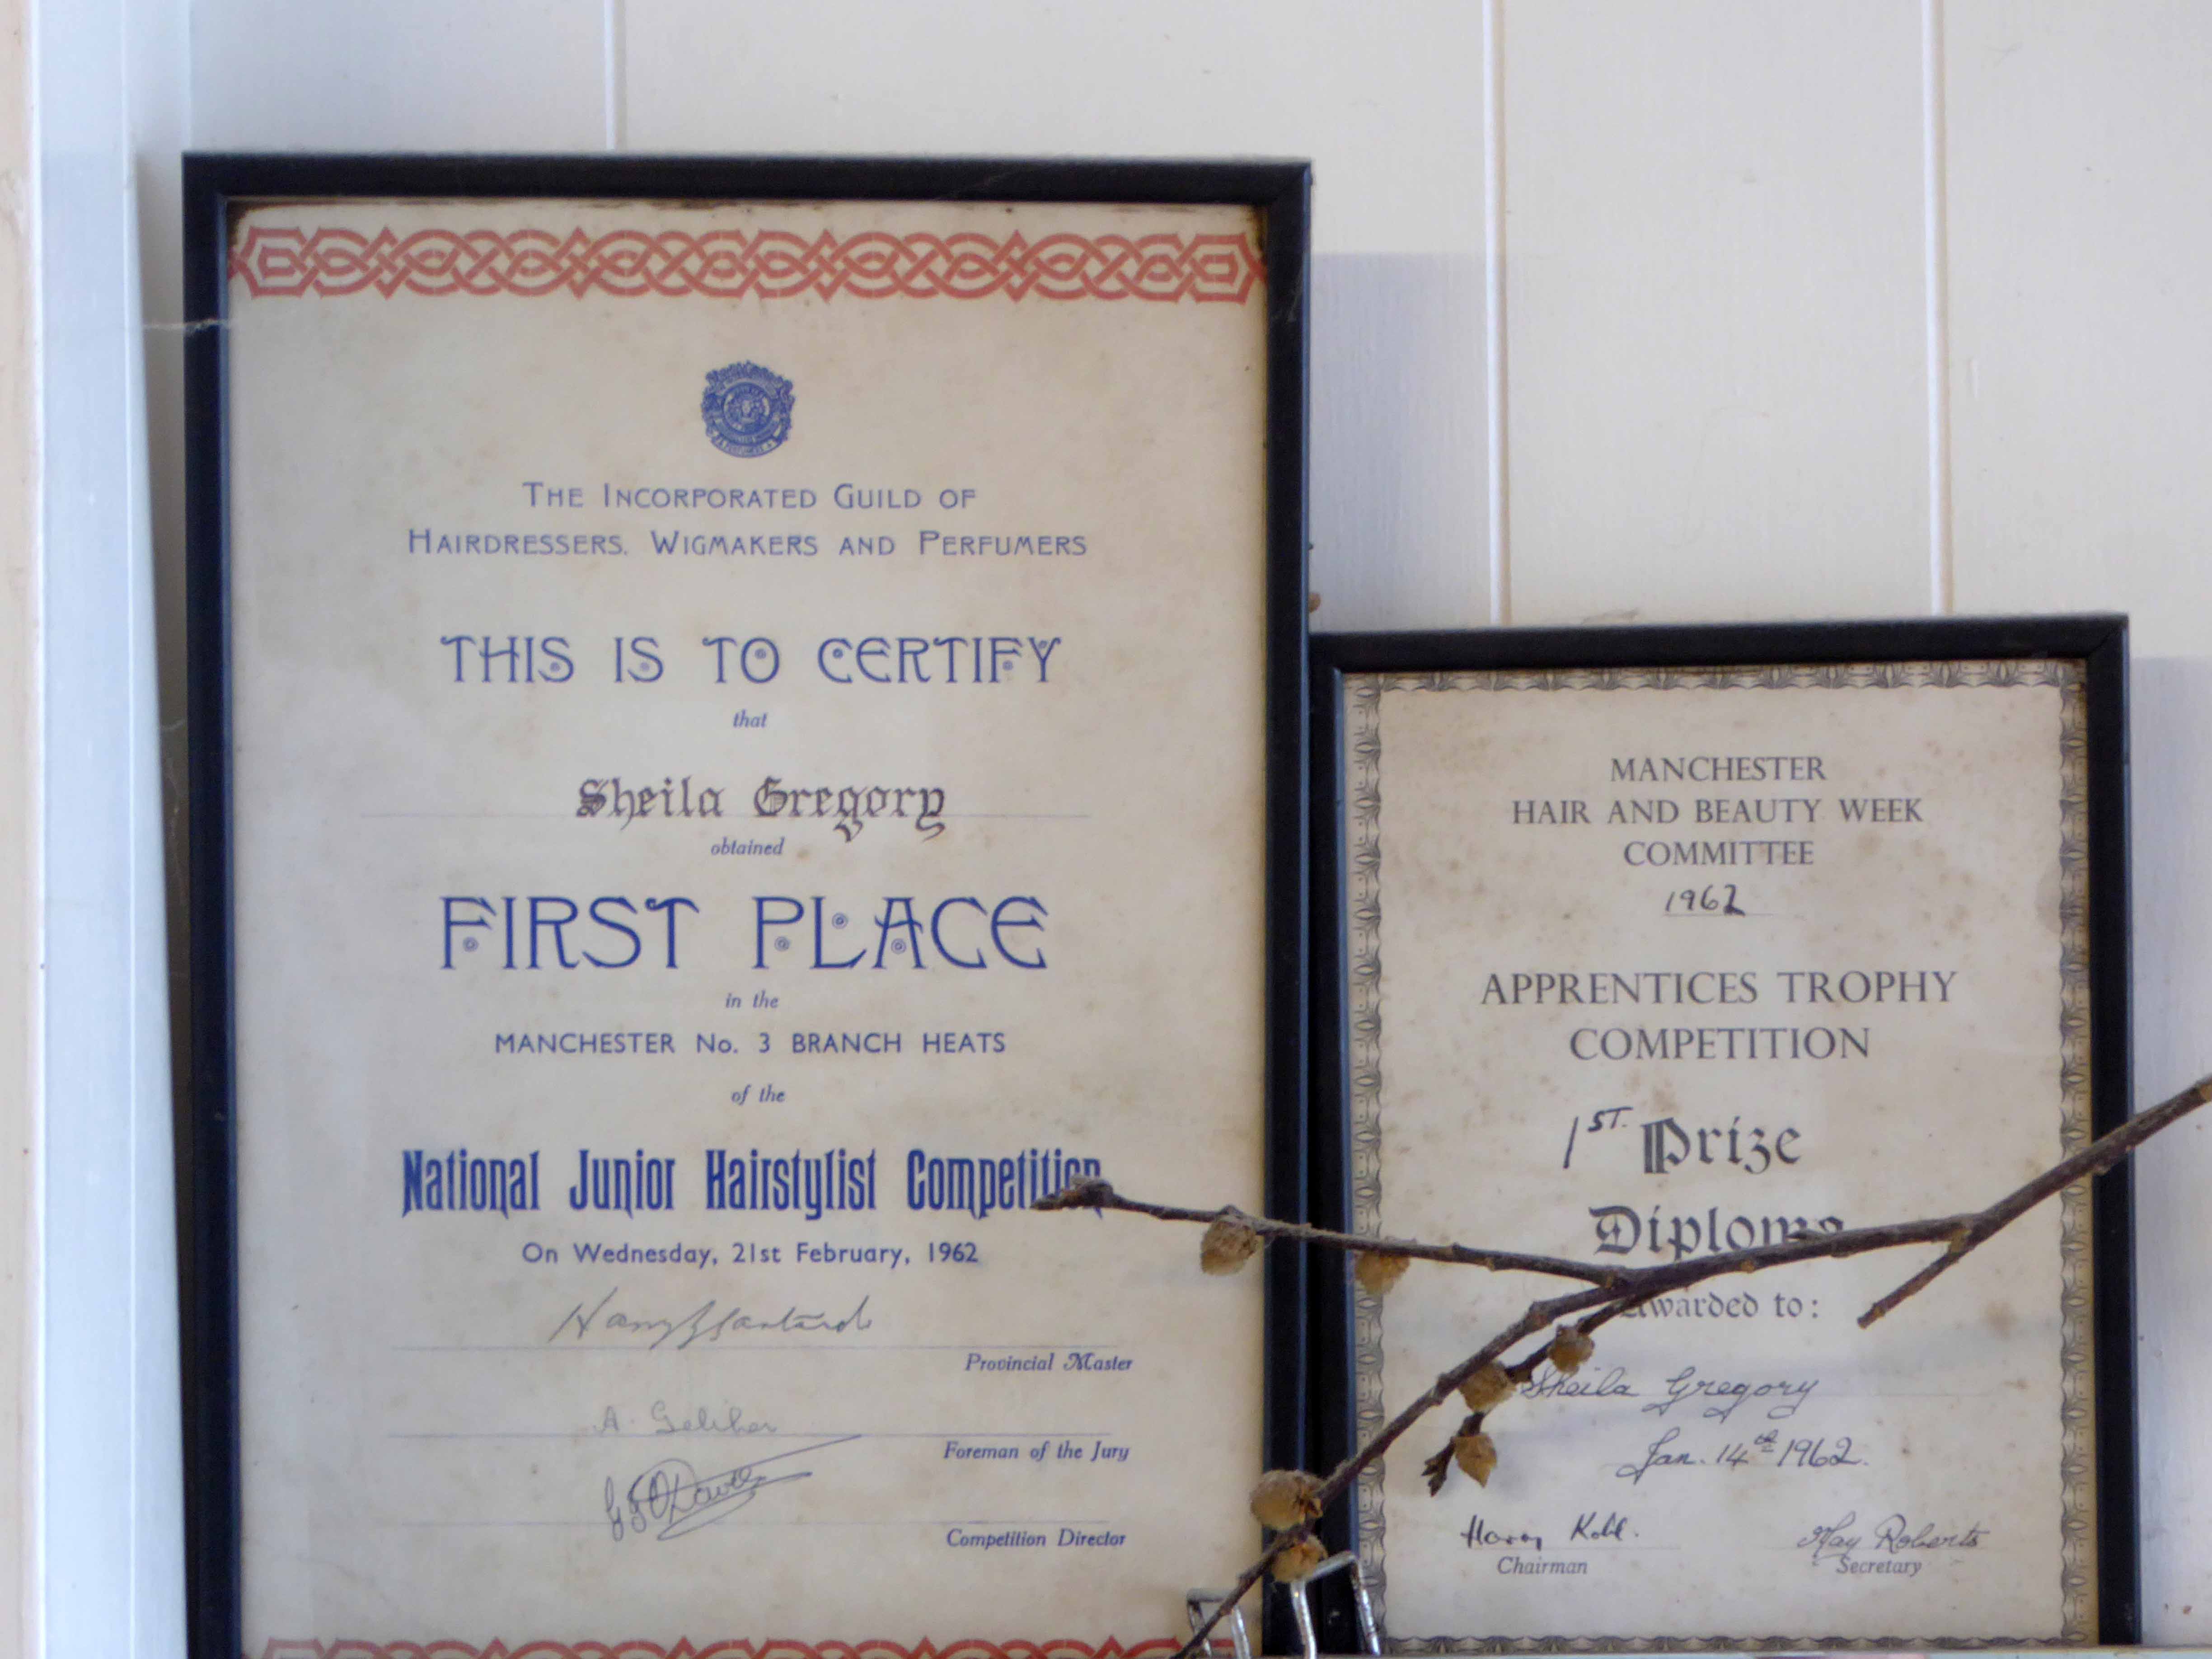 THE INCORPORATED GUILD OF
HAIRDRESSERS, WIGMAKERS AND PERFUMERS
THIS IS TO CERTIFY
that
Sheila Gregory
obtained
FIRST PLACE
in the
MANCHESTER No. 3 BRANCH HEATS
of the
National Junior Hairstylist Competition
On Wednesday, 21st February, 1962
Provincial Master
Foreman of the Jury
Competition Director
MANCHESTER
HAIR AND BEAUTY WEEK
COMMITTEE
1962
APPRENTICES TROPHY
COMPETITION
1ST. Prize
Diploma
Awarded to:
Sheila Gregory
Jan. 14th 1962.
May Roberts
Chairman
Secretary